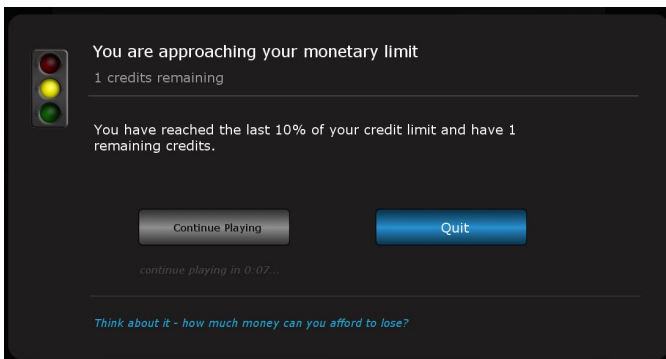 You are approaching your monetary limit
1 credits remaining
You have reached the last 10% of your credit limit and have 1
remaining credits.
Continue Playing
Quit
continue playing in 0:07...
Think about it - how much money can you afford to lose?